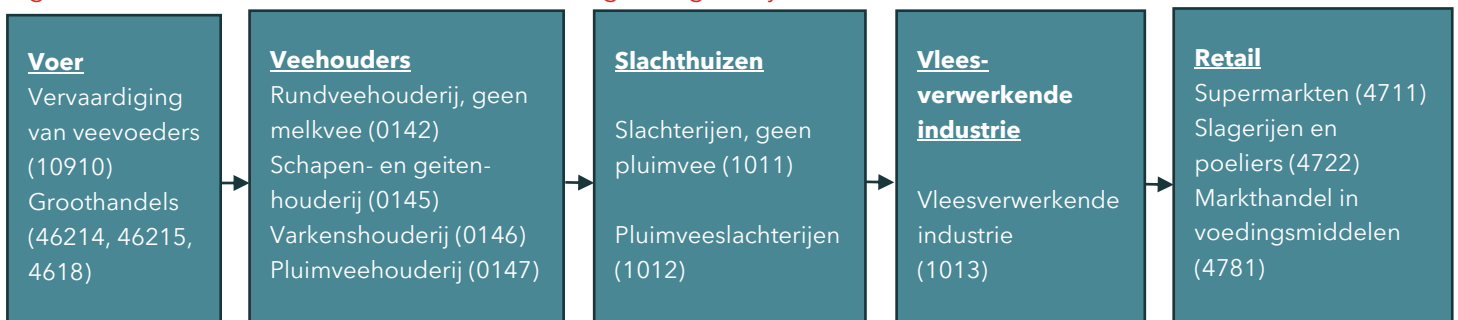 Voer
Vervaardiging
van veevoeders
(10910)
Groothandels
(46214, 46215,
4618)
Veehouders
Rundveehouderij, geen
melkvee (0142)
Schapen- en geiten-
houderij (0145)
Varkenshouderij (0146)
Pluimveehouderij (0147)
Slachthuizen
Slachterijen, geen
pluimvee (1011)
Pluimveeslachterijen
(1012)
Vlees-
verwerkende
industrie
Vleesverwerkende
industrie
(1013)
Retail
Supermarkten (4711)
Slagerijen en
poeliers (4722)
Markthandel in
voedingsmiddelen
(4781)